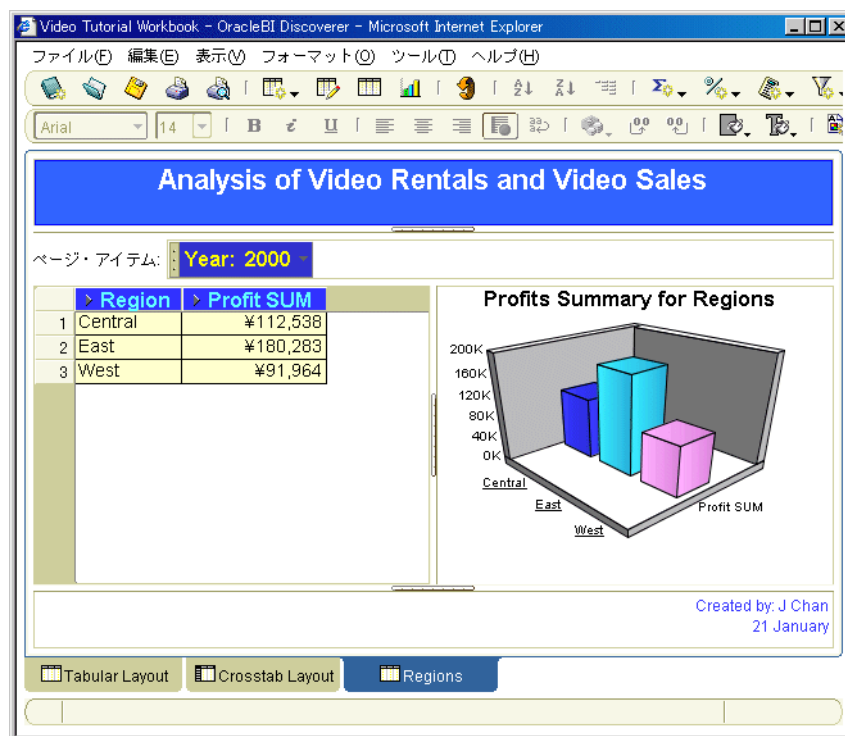 Video Tutorial Workbook - OracleBI Discoverer - Microsoft Internet Explorer
ファイル(F) 編集(E) 表示(V) フォーマット(O) ツール(T) ヘルプ(H)
Arial 14 B i U
Analysis of Video Rentals and Video Sales
ページ・アイテム: Year: 2000
Region Profit SUM
1 Central ¥112,538
2 East ¥180,283
3 West ¥91,964
Profits Summary for Regions
200K
160K
120K
80K
40K
0K
Central
East
West
Profit SUM
Created by: J Chan
21 January
Tabular Layout Crosstab Layout Regions